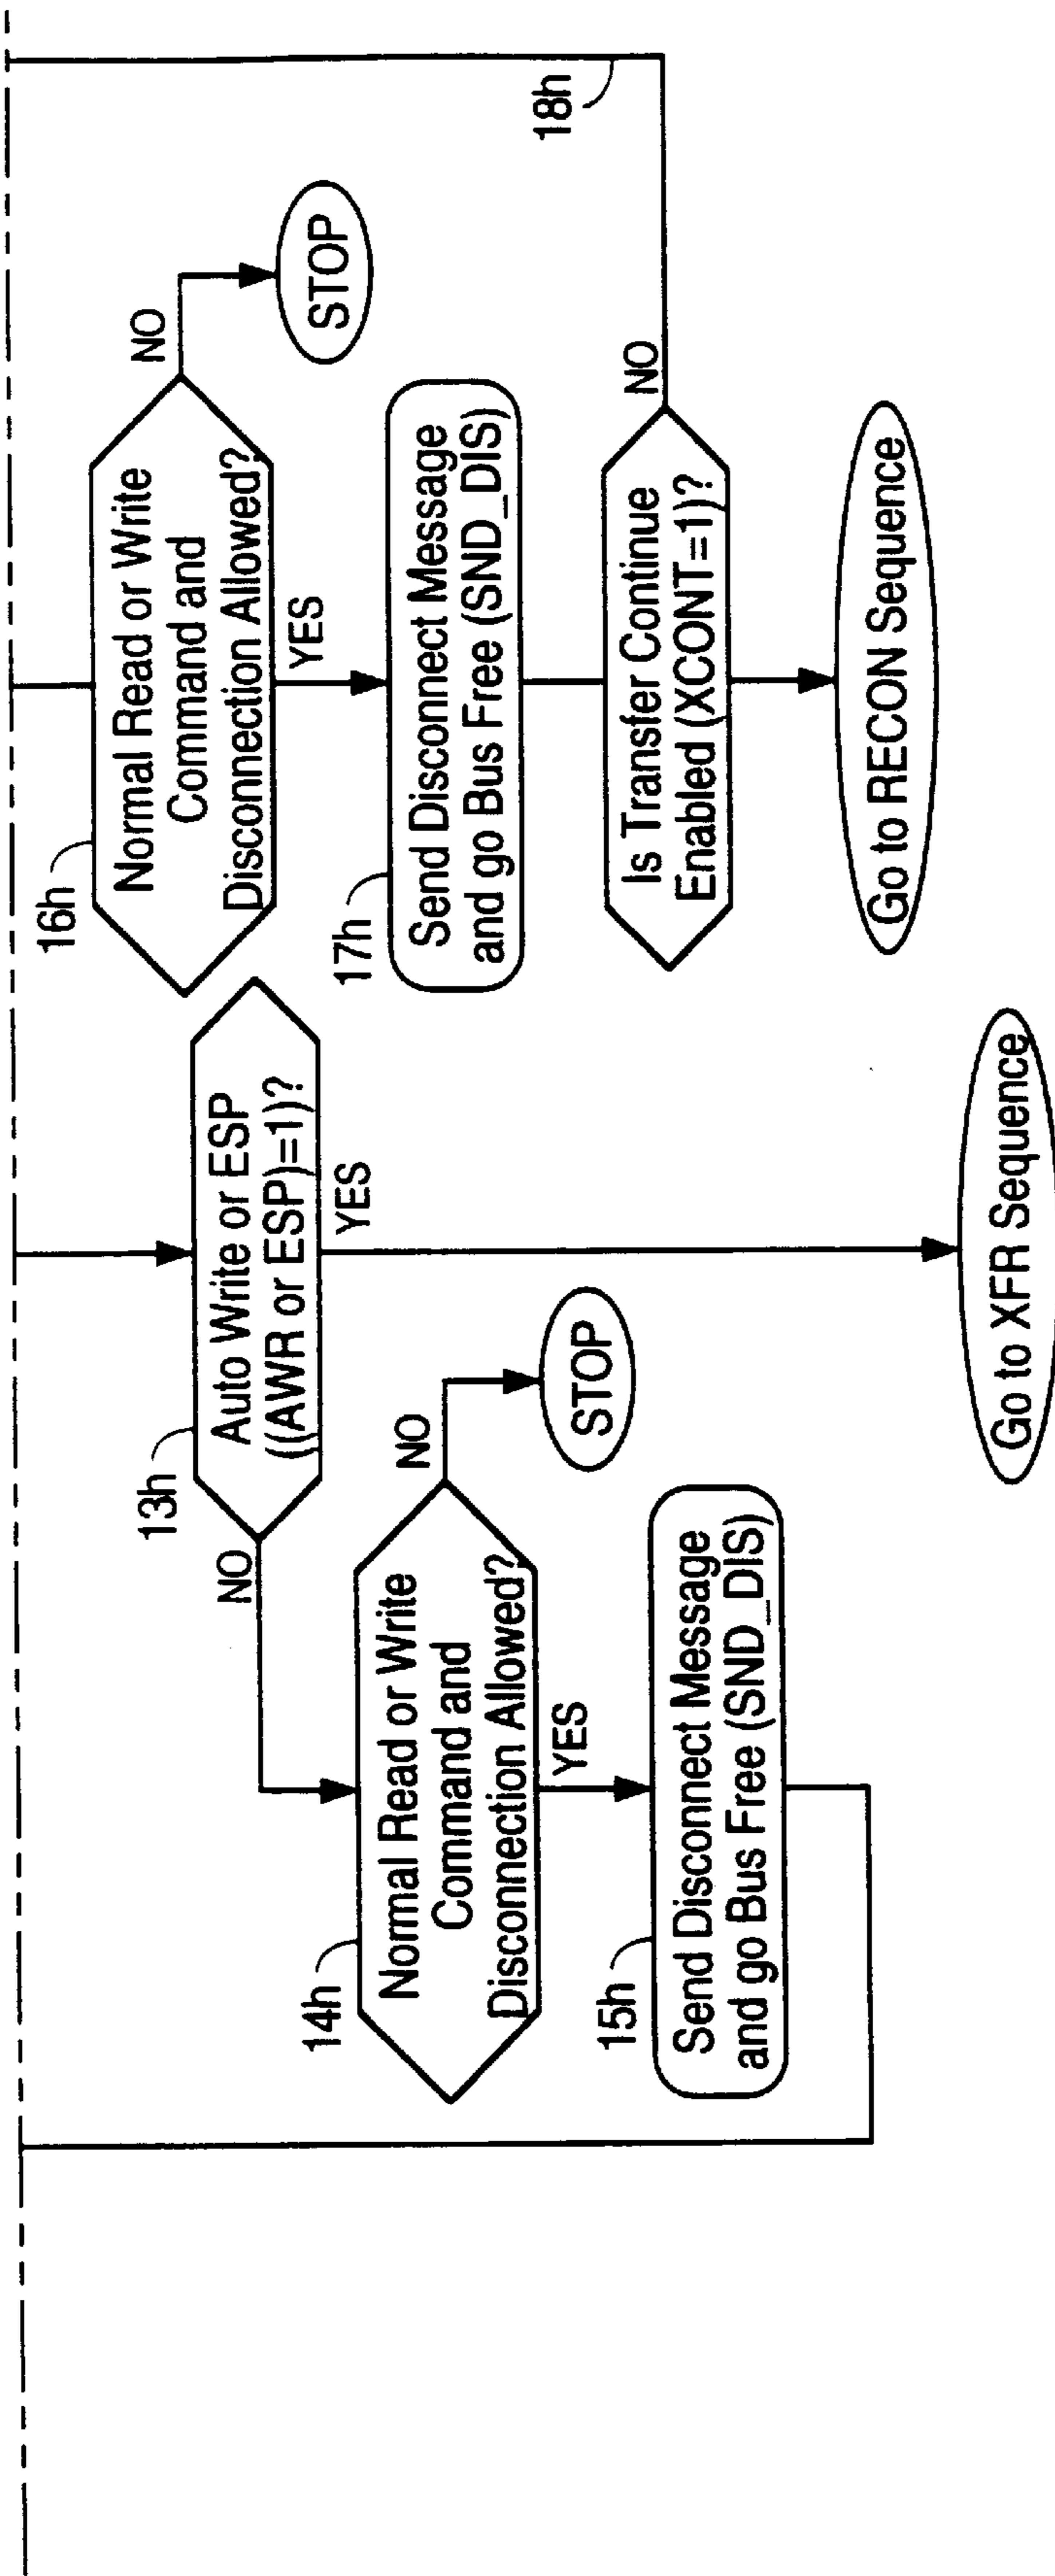 13h
Auto Write or ESP
((AWR or ESP)=1)?
NO
YES
14h
Normal Read or Write
Command and
Disconnection Allowed?
NO
STOP
YES
15h
Send Disconnect Message
and go Bus Free (SND_DIS)
Go to XFR Sequence
16h
Normal Read or Write
Command and
Disconnection Allowed?
NO
STOP
YES
17h
Send Disconnect Message
and go Bus Free (SND_DIS)
18h
Is Transfer Continue
Enabled (XCONT=1)?
NO
Go to RECON Sequence